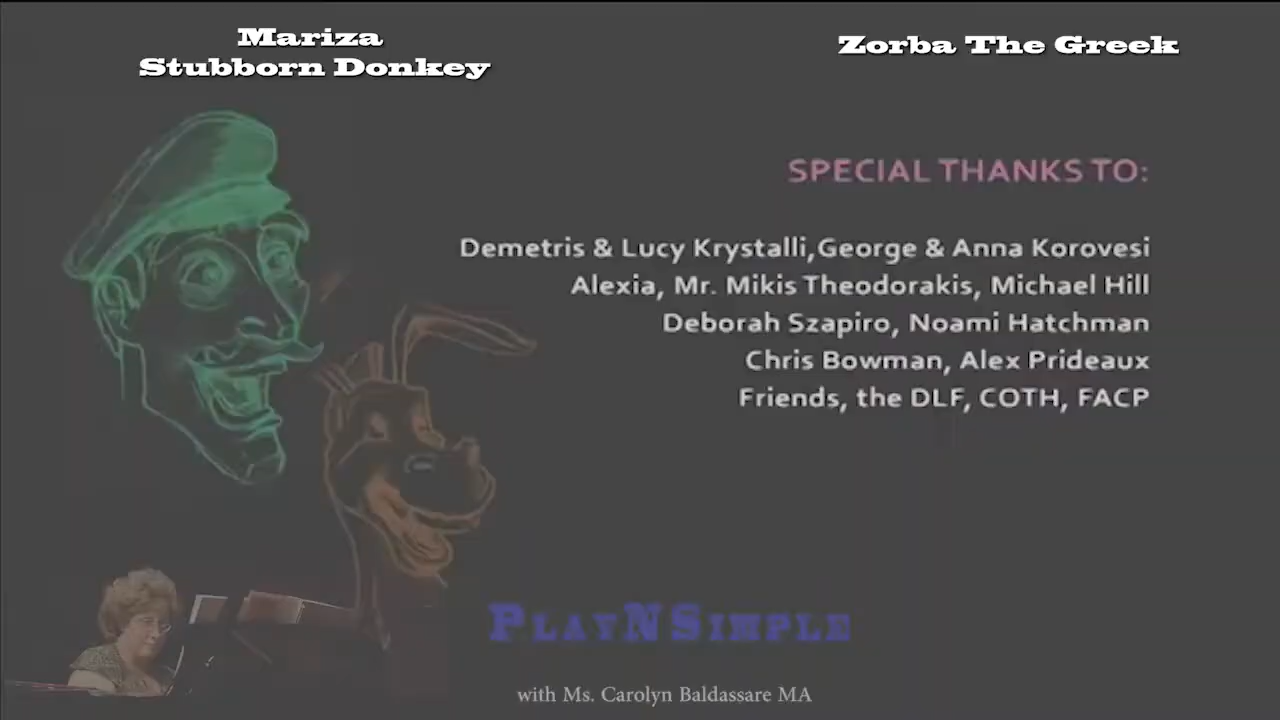 Mariza
Stubborn Donkey
Zorba The Greek
SPECIAL THANKS TO:
Demetris & Lucy Krystalli,George & Anna Korovesi
Alexia, Mr. Mikis Theodorakis, Michael Hill
Deborah Szapiro, Noami Hatchman
Chris Bowman, Alex Prideaux
Friends, the DLF, COTH, FACP
PLAYNSIMPLE
with Ms. Carolyn Baldassare MA